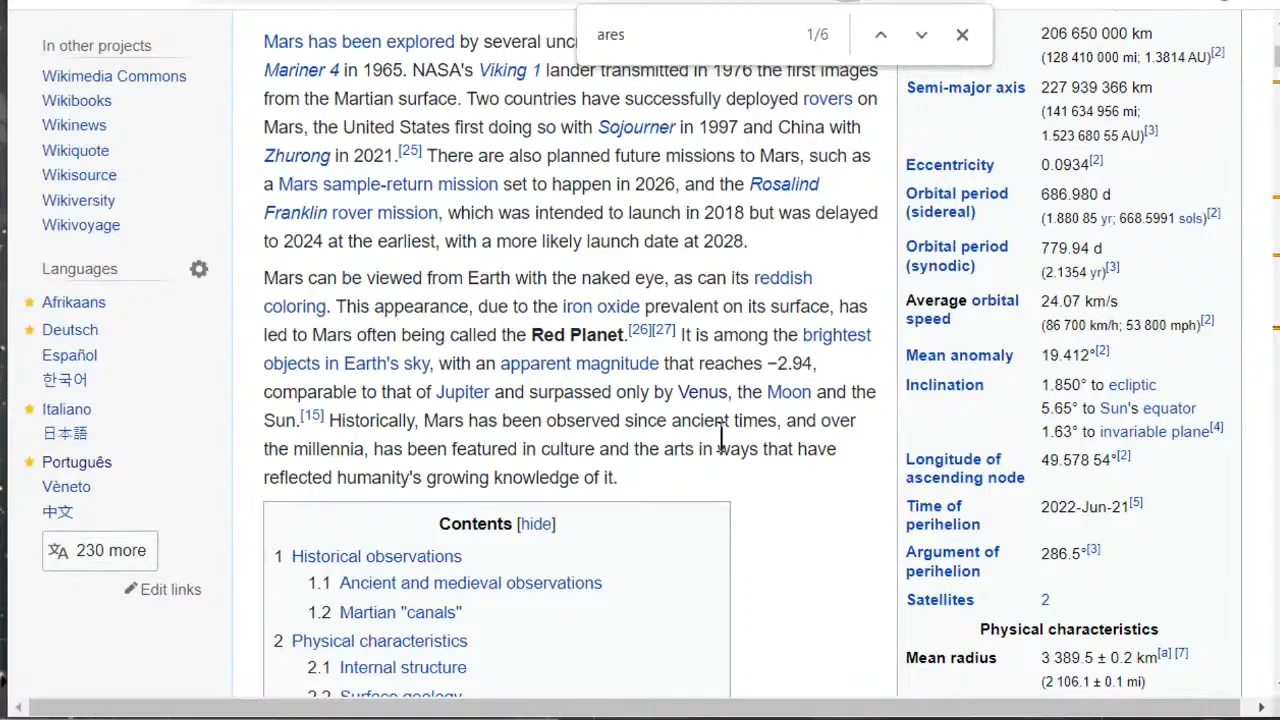 ares 1/6
In other projects
Wikimedia Commons
Wikibooks
Wikinews
Wikiquote
Wikisource
Wikiversity
Wikivoyage
Languages
Afrikaans
Deutsch
Español
한국어
Italiano
日本語
Português
Vèneto
中文
230 more
Edit links
Mars has been explored by several unc
Mariner 4 in 1965. NASA's Viking 1 lander transmitted in 1976 the first images
from the Martian surface. Two countries have successfully deployed rovers on
Mars, the United States first doing so with Sojourner in 1997 and China with
Zhurong in 2021.[25] There are also planned future missions to Mars, such as
a Mars sample-return mission set to happen in 2026, and the Rosalind
Franklin rover mission, which was intended to launch in 2018 but was delayed
to 2024 at the earliest, with a more likely launch date at 2028.
Mars can be viewed from Earth with the naked eye, as can its reddish
coloring. This appearance, due to the iron oxide prevalent on its surface, has
led to Mars often being called the Red Planet.[26][27] It is among the brightest
objects in Earth's sky, with an apparent magnitude that reaches −2.94,
comparable to that of Jupiter and surpassed only by Venus, the Moon and the
Sun.[15] Historically, Mars has been observed since ancient times, and over
the millennia, has been featured in culture and the arts in ways that have
reflected humanity's growing knowledge of it.
Contents [hide]
1 Historical observations
1.1 Ancient and medieval observations
1.2 Martian "canals"
2 Physical characteristics
2.1 Internal structure
2.2 Surface geology
206 650 000 km
(128 410 000 mi; 1.3814 AU)[2]
Semi-major axis 227 939 366 km
(141 634 956 mi;
1.523 680 55 AU)[3]
Eccentricity 0.0934[2]
Orbital period 686.980 d
(sidereal) (1.880 85 yr; 668.5991 sols)[2]
Orbital period 779.94 d
(synodic) (2.1354 yr)[3]
Average orbital 24.07 km/s
speed (86 700 km/h; 53 800 mph)[2]
Mean anomaly 19.412°[2]
Inclination 1.850° to ecliptic
5.65° to Sun's equator
1.63° to invariable plane[4]
Longitude of 49.578 54°[2]
ascending node
Time of 2022-Jun-21[5]
perihelion
Argument of 286.5°[3]
perihelion
Satellites 2
Physical characteristics
Mean radius 3 389.5 ± 0.2 km[a] [7]
(2 106.1 ± 0.1 mi)